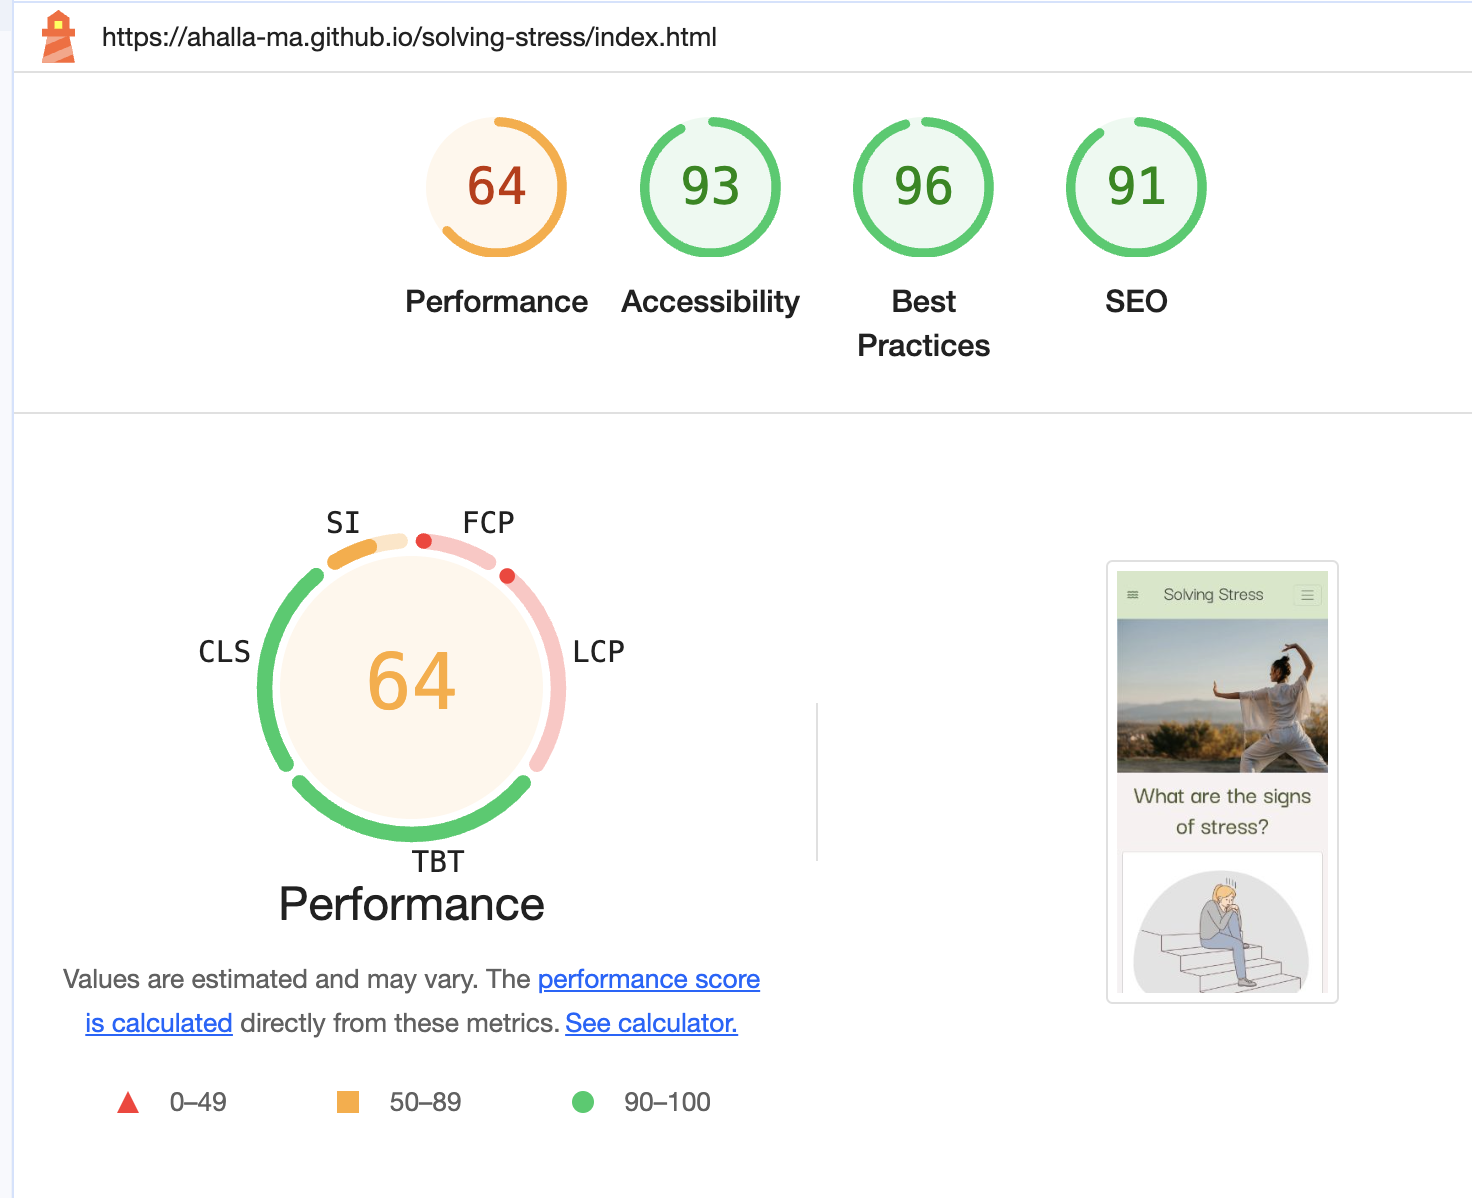 https://ahalla-ma.github.io/solving-stress/index.html
64
93
96
91
Performance
Accessibility
Best
Practices
SEO
SI
FCP
CLS
LCP
64
TBT
Performance
Values are estimated and may vary. The performance score
is calculated directly from these metrics. See calculator.
0–49
50–89
90–100
Solving Stress
What are the signs
of stress?